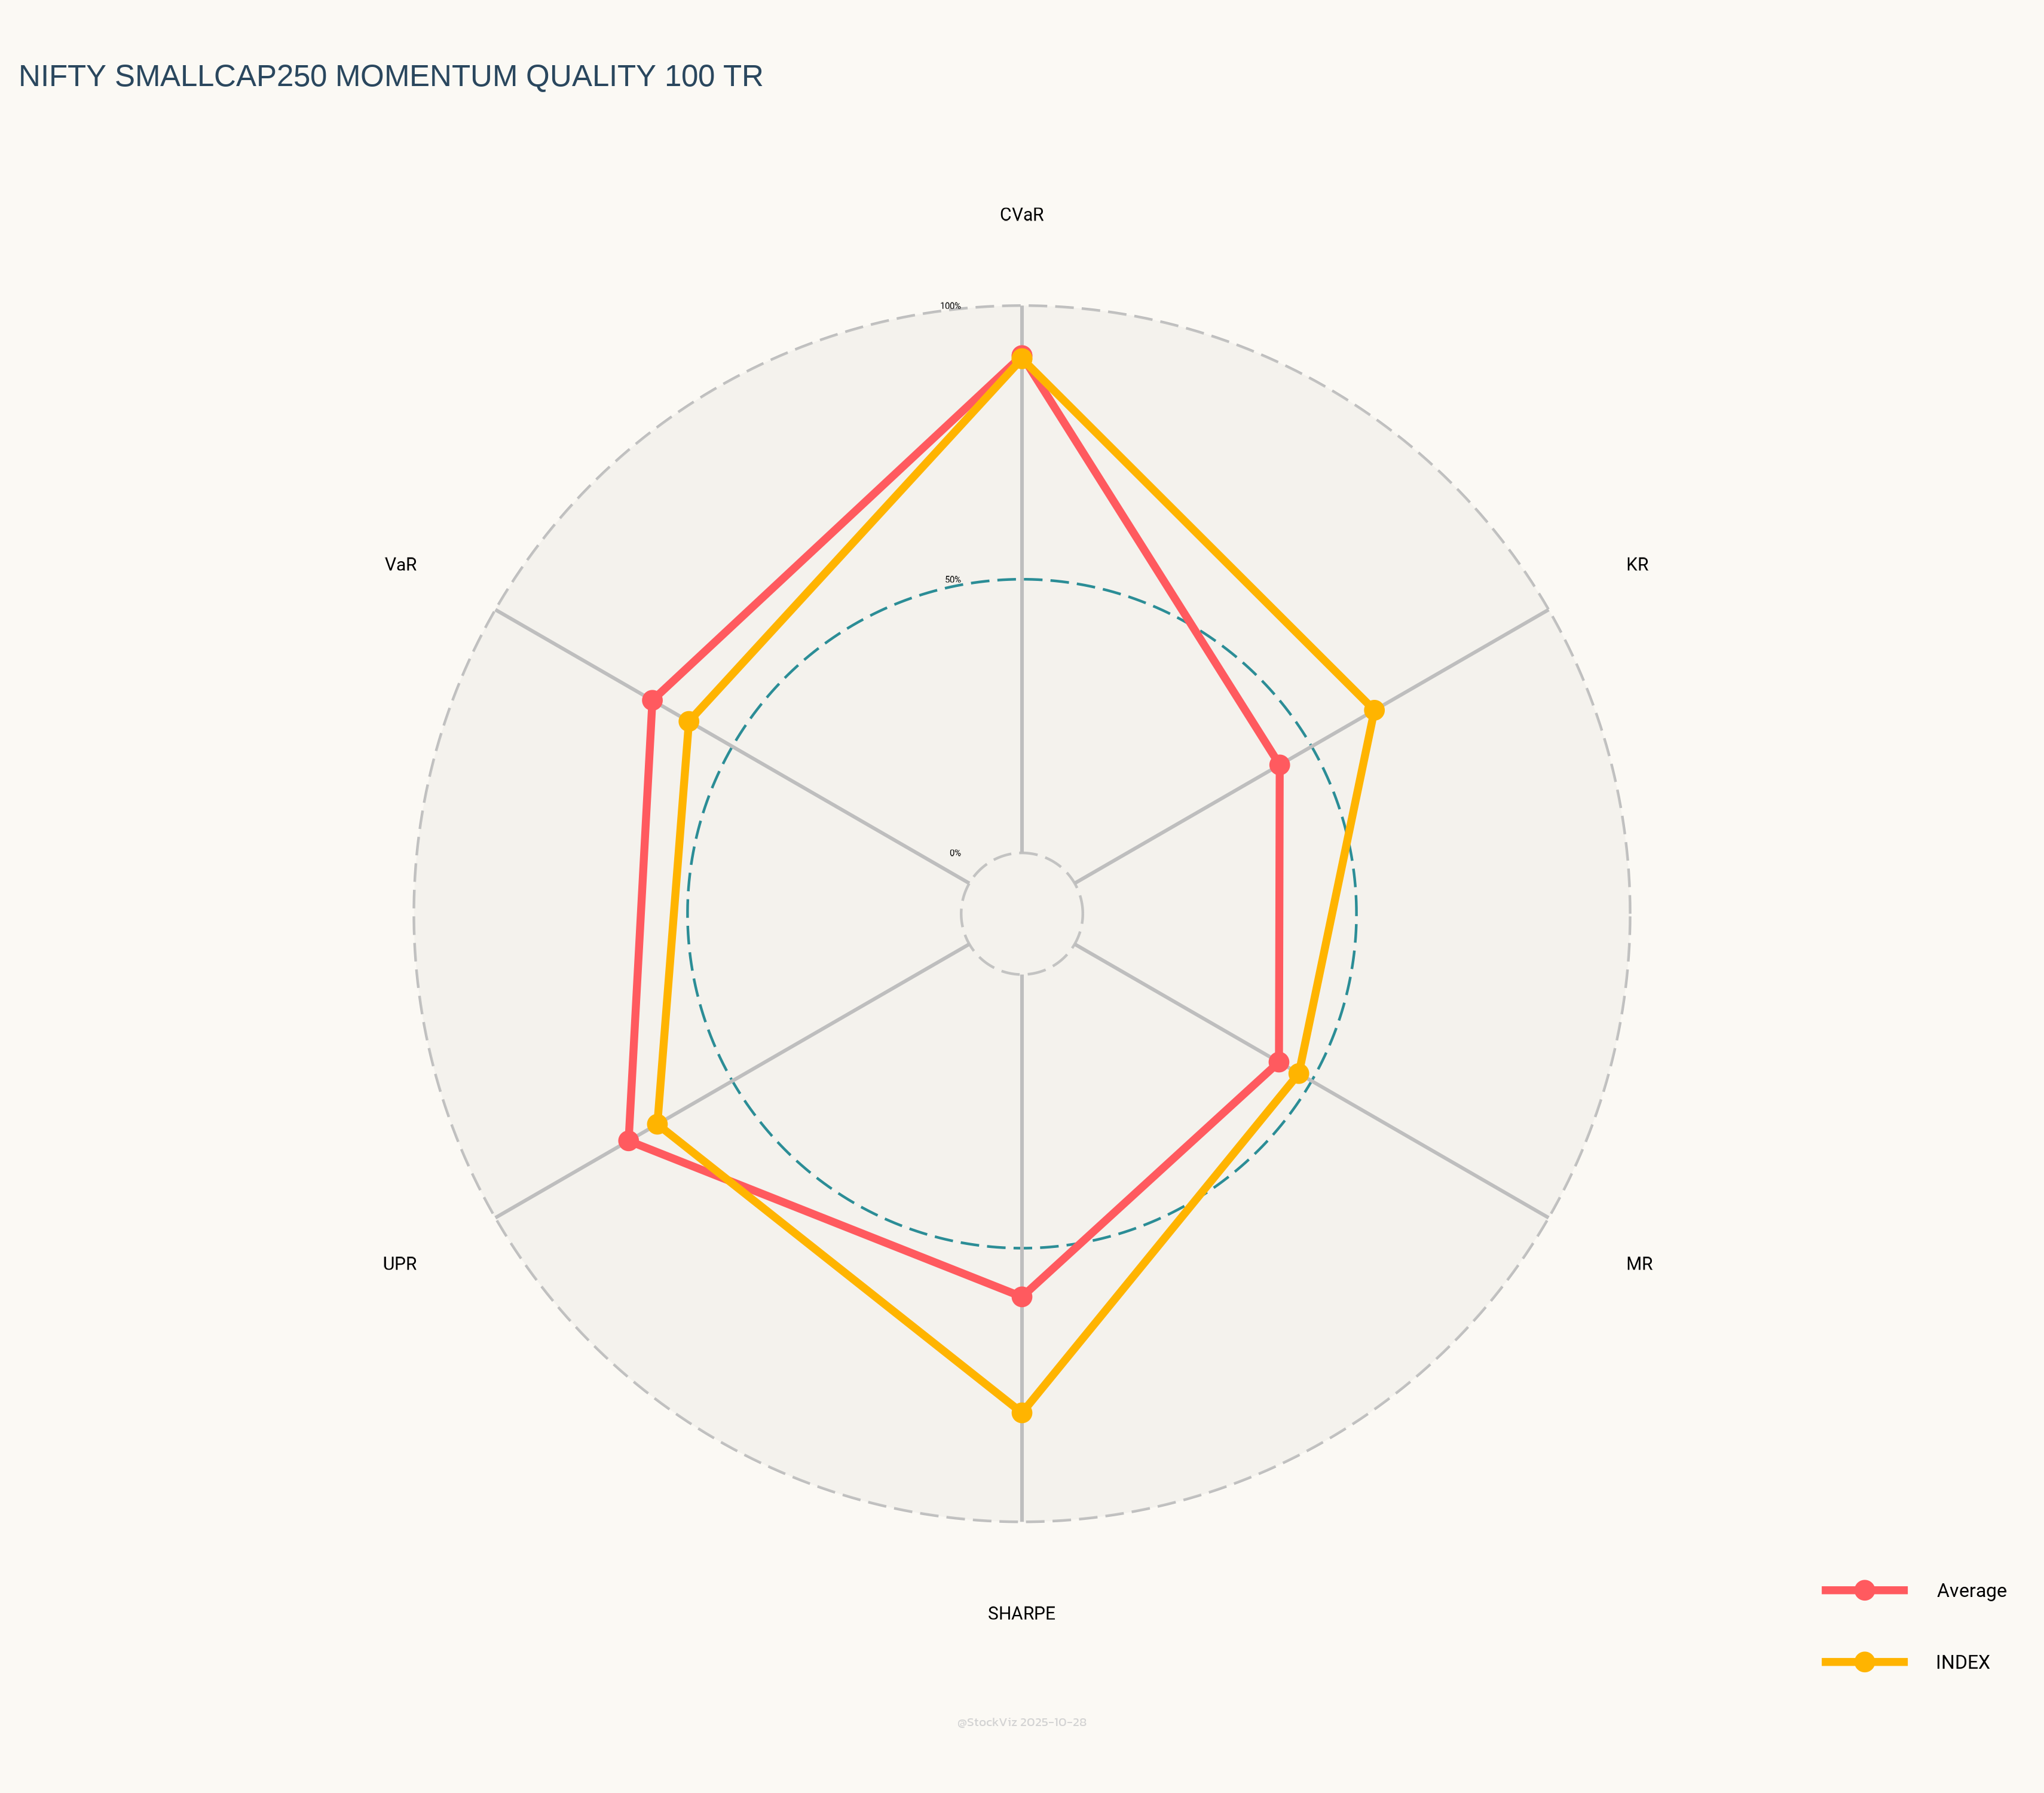 NIFTY SMALLCAP250 MOMENTUM QUALITY 100 TR
CVaR
100%
VaR
KR
50%
0%
UPR
MR
SHARPE
Average
INDEX
@StockViz 2025-10-28